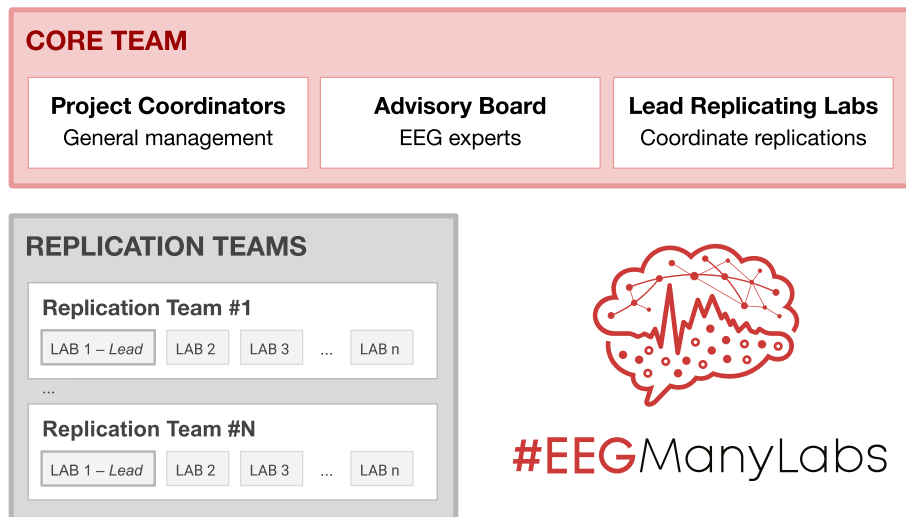 CORE TEAM
Project Coordinators
General management
Advisory Board
EEG experts
Lead Replicating Labs
Coordinate replications
REPLICATION TEAMS
Replication Team #1
LAB 1 – Lead
LAB 2
LAB 3
...
LAB n
...
Replication Team #N
LAB 1 – Lead
LAB 2
LAB 3
...
LAB n
#EEGManyLabs